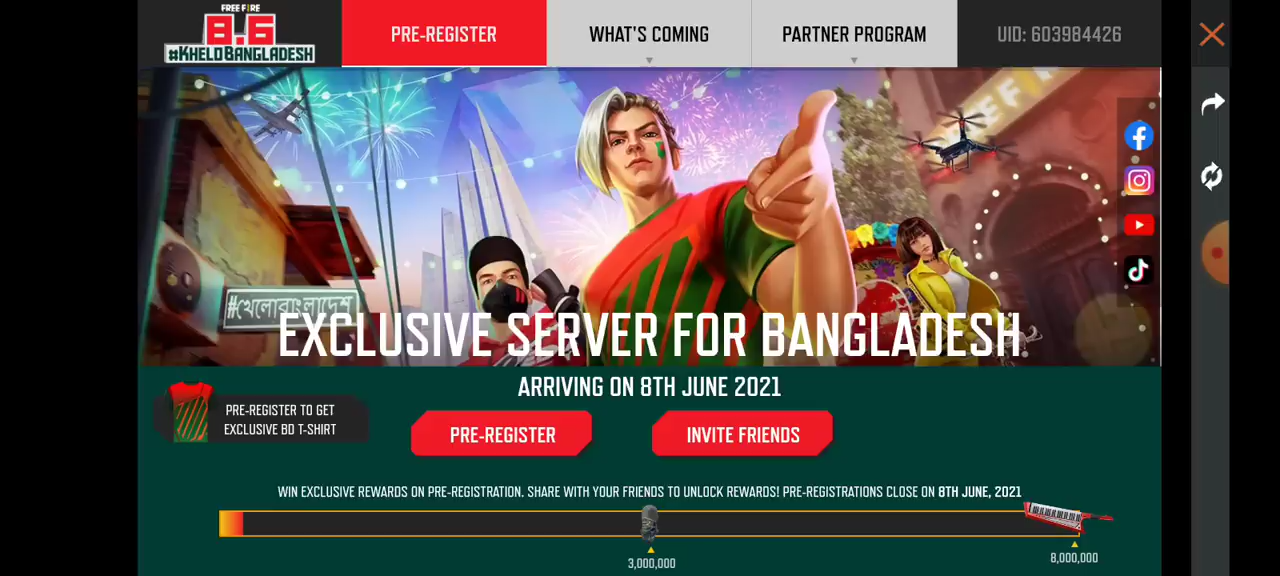 FREE FIRE
8.6
#KHELOBANGLADESH
PRE-REGISTER
WHAT'S COMING
PARTNER PROGRAM
UID: 603984426
#খেলোবাংলাদেশ
EXCLUSIVE SERVER FOR BANGLADESH
ARRIVING ON 8TH JUNE 2021
PRE-REGISTER TO GET
EXCLUSIVE BD T-SHIRT
PRE-REGISTER
INVITE FRIENDS
WIN EXCLUSIVE REWARDS ON PRE-REGISTRATION. SHARE WITH YOUR FRIENDS TO UNLOCK REWARDS! PRE-REGISTRATIONS CLOSE ON 8TH JUNE, 2021
3,000,000
8,000,000